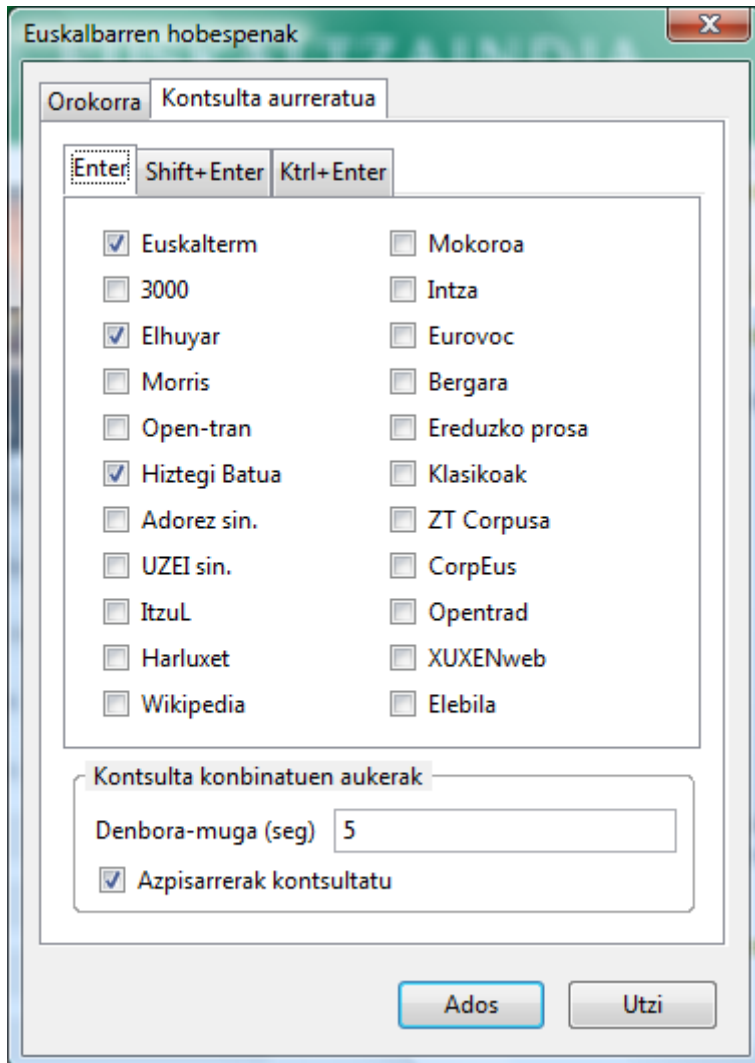 Euskalbarren hobespenak
EUSKALTZAINDIA
Orokorra Kontsulta aurreratua
Enter Shift+Enter Ktrl+Enter
Euskalterm Mokoroa
3000 Intza
Elhuyar Eurovoc
Morris Bergara
Open-tran Ereduzko prosa
Hiztegi Batua Klasikoak
Adorez sin. ZT Corpusa
UZEI sin. CorpEus
ItzuL Opentrad
Harluxet XUXENweb
Wikipedia Elebila
Kontsulta konbinatuen aukerak
Denbora-muga (seg) 5
Azpisarrerak kontsultatu
Ados Utzi